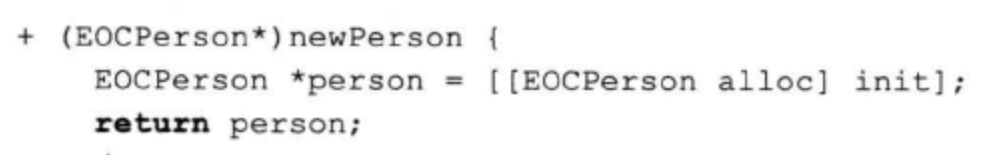 + (EOCPerson*)newPerson {
EOCPerson *person = [[EOCPerson alloc] init];
return person;